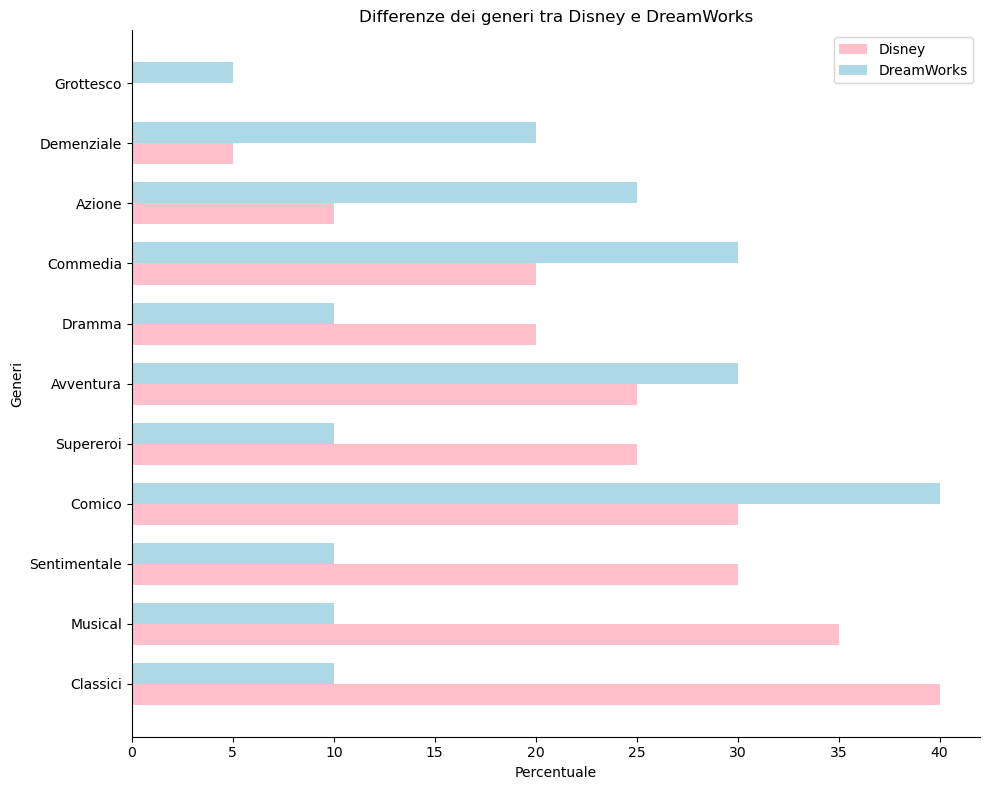 Differenze dei generi tra Disney e DreamWorks
Disney
DreamWorks
Generi
Grottesco
Demenziale
Azione
Commedia
Dramma
Avventura
Supereroi
Comico
Sentimentale
Musical
Classici
0 5 10 15 20 25 30 35 40
Percentuale